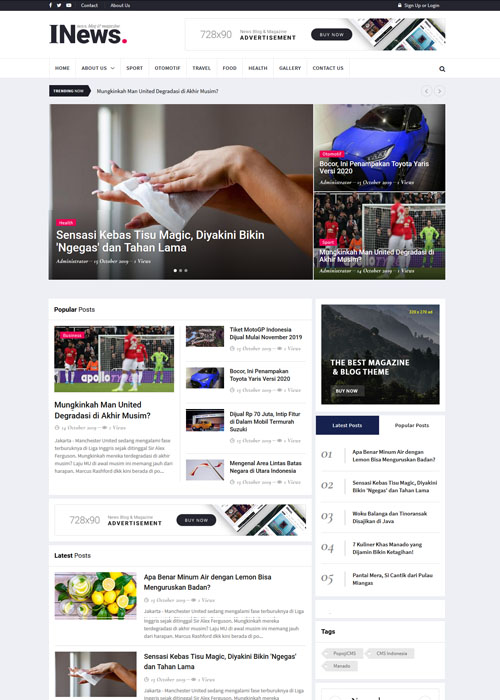 Contact About Us Sign Up or Login
news, blog & magazine
INews.
728x90 News Blog & Magazine ADVERTISEMENT BUY NOW
HOME ABOUT US SPORT OTOMOTIF TRAVEL FOOD HEALTH GALLERY CONTACT US
TRENDING NOW Mungkinkah Man United Degradasi di Akhir Musim?
Health
Sensasi Kebas Tisu Magic, Diyakini Bikin
'Ngegas' dan Tahan Lama
Administrator - 15 October 2019 - 1 Views
Otomotif
Bocor, Ini Penampakan Toyota Yaris
Versi 2020
Administrator - 15 October 2019 - 1 Views
Sport
Mungkinkah Man United Degradasi di
Akhir Musim?
Administrator - 14 October 2019 - 2 Views
Popular Posts
Business
apollo
Mungkinkah Man United
Degradasi di Akhir Musim?
15 October 2019 - 1 Views
Jakarta - Manchester United sedang mengalami fase
terburuknya di Liga Inggris sejak ditinggal Sir Alex
Ferguson. Mungkinkah mereka terdegradasi di akhir
musim? Laju MU di awal musim ini memang jauh dari
harapan. Marcus Rashford dkk kini berada di po...
Tiket MotoGP Indonesia
Dijual Mulai November 2019
15 October 2019 - 1 Views
Bocor, Ini Penampakan
Toyota Yaris Versi 2020
15 October 2019 - 1 Views
Dijual Rp 70 Juta, Intip Fitur
di Dalam Mobil Termurah
Suzuki
15 October 2019 - 1 Views
Mengenal Area Lintas Batas
Negara di Utara Indonesia
15 October 2019 - 1 Views
THE BEST MAGAZINE
& BLOG THEME
BUY NOW
Latest Posts Popular Posts
01 Apa Benar Minum Air dengan
Lemon Bisa Menguruskan Badan?
02 Sensasi Kebas Tisu Magic, Diyakini
Bikin 'Ngegas' dan Tahan Lama
03 Woku Balanga dan Tinoransak
Disajikan di Java
04 7 Kuliner Khas Manado yang
Dijamin Bikin Ketagihan!
05 Pantai Mera, Si Cantik dari Pulau
Miangas
728x90 News Blog & Magazine ADVERTISEMENT BUY NOW
Latest Posts
Apa Benar Minum Air dengan Lemon Bisa
Menguruskan Badan?
15 October 2019 - 1 Views
Jakarta - Manchester United sedang mengalami fase terburuknya di Liga
Inggris sejak ditinggal Sir Alex Ferguson. Mungkinkah mereka
terdegradasi di akhir musim? Laju MU di awal musim ini memang jauh
dari harapan. Marcus Rashford dkk kini berada di po...
Sensasi Kebas Tisu Magic, Diyakini Bikin 'Ngegas'
dan Tahan Lama
15 October 2019 - 1 Views
Jakarta - Manchester United sedang mengalami fase terburuknya di Liga
Tags
PopojiCMS CMS Indonesia
Manado